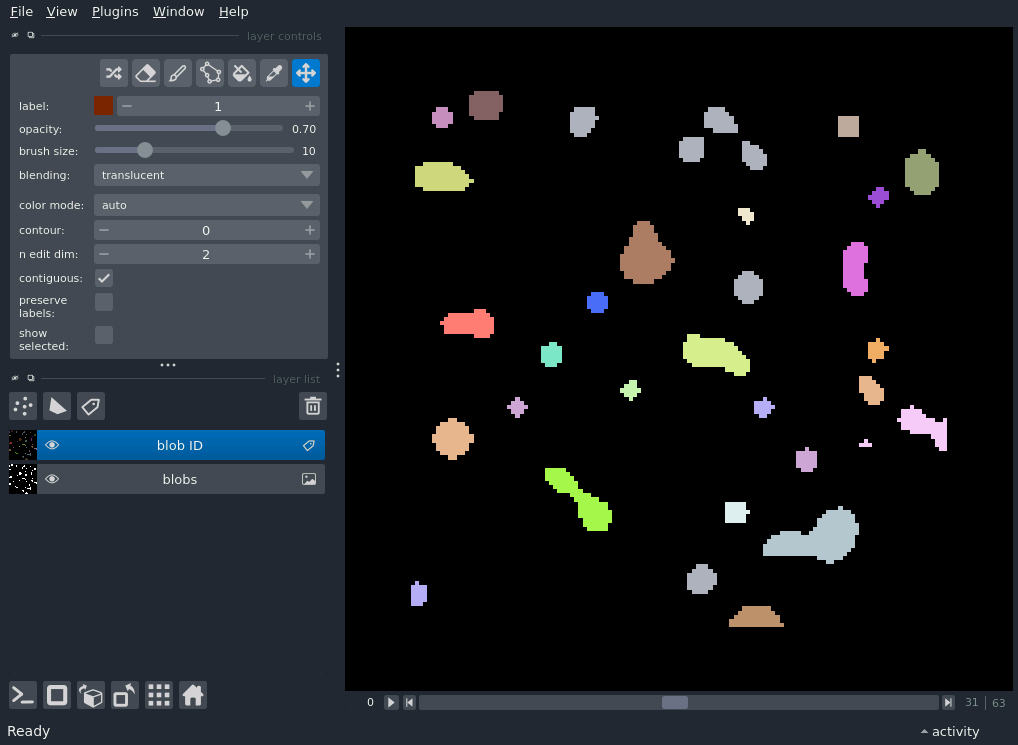 File View Plugins Window Help
layer controls
label: 1
opacity: 0.70
brush size: 10
blending: translucent
color mode: auto
contour: 0
n edit dim: 2
contiguous:
preserve
labels:
show
selected:
layer list
blob ID
blobs
0 31 | 63
Ready activity